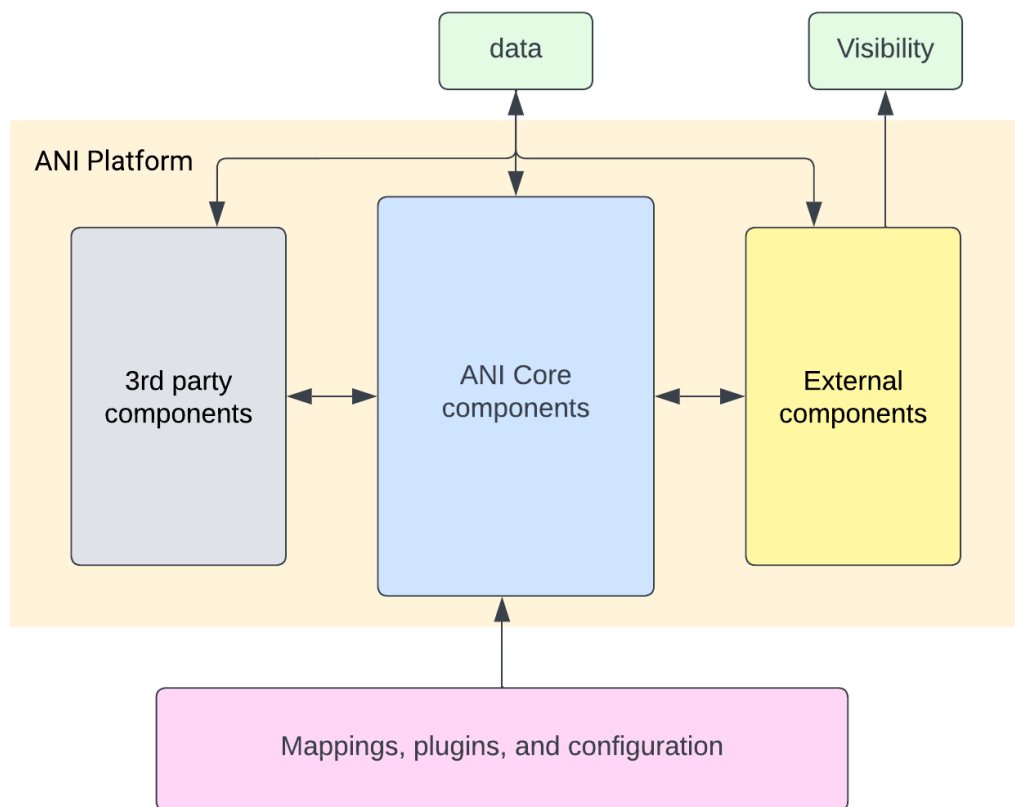 data
Visibility
ANI Platform
3rd party
components
ANI Core
components
External
components
Mappings, plugins, and configuration